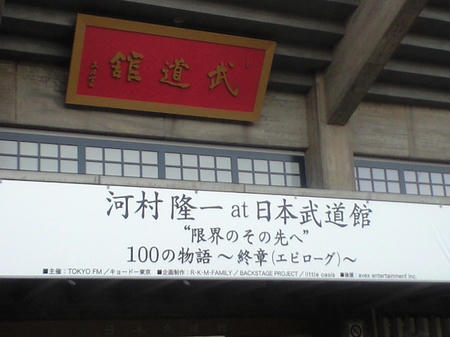 館道武
河村隆一 at 日本武道館
“限界のその先へ”
100の物語 ~ 終章(エピローグ)~
■主催:TOKYO FM／キョードー東京 ■企画制作:R・K・M-FAMILY／BACKSTAGE PROJECT／little oasis ■後援:avex entertainment inc.